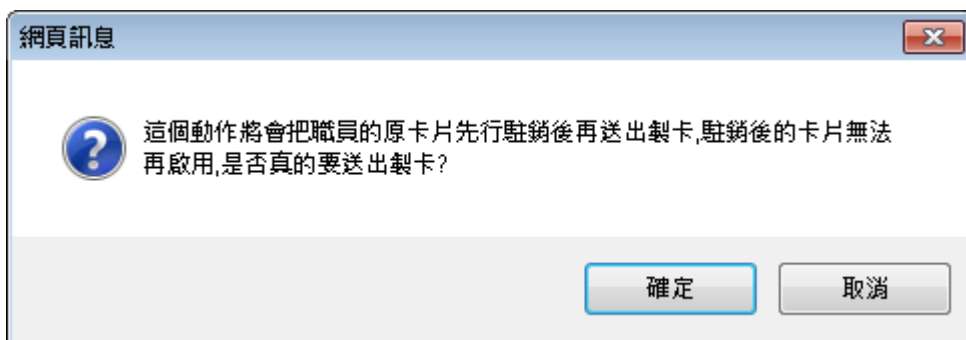 網頁訊息
這個動作將會把職員的原卡片先行駐銷後再送出製卡,駐銷後的卡片無法
再啟用,是否真的要送出製卡?
確定
取消